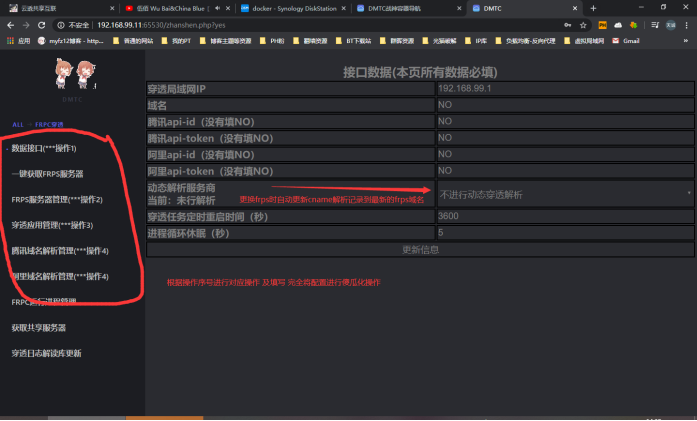 云逸共享互联
伍佰 Wu Bai&China Blue
docker - Synology DiskStation
DMTC战神容器导航
DMTC
不安全 | 192.168.99.11:65530/zhanshen.php?yes
应用
myfz12博客 - http...
普通的网站
我的PT
博客主题等资源
PHP
翻墙资源
BT下载站
群辉资源
光猫破解
IP库
负载均衡-反向代理
虚拟局域网
Gmail
DMTC
ALL - FRPC穿透
- 数据接口(***操作1)
一键获取FRPS服务器
FRPS服务器管理(***操作2)
穿透应用管理(***操作3)
腾讯域名解析管理(***操作4)
阿里域名解析管理(***操作4)
FRPC运行进程管理
获取共享服务器
穿透日志解读库更新
接口数据(本页所有数据必填)
穿透局域网IP 192.168.99.1
域名 NO
腾讯api-id（没有填NO） NO
腾讯api-token（没有填NO） NO
阿里api-id（没有填NO） NO
阿里api-token（没有填NO） NO
动态解析服务商
当前：未行解析
更换frps时自动更新cname解析记录到最新的frps域名
不进行动态穿透解析
穿透任务定时重启时间（秒） 3600
进程循环休眠（秒） 5
更新信息
根据操作序号进行对应操作 及填写 完全将配置进行傻瓜化操作